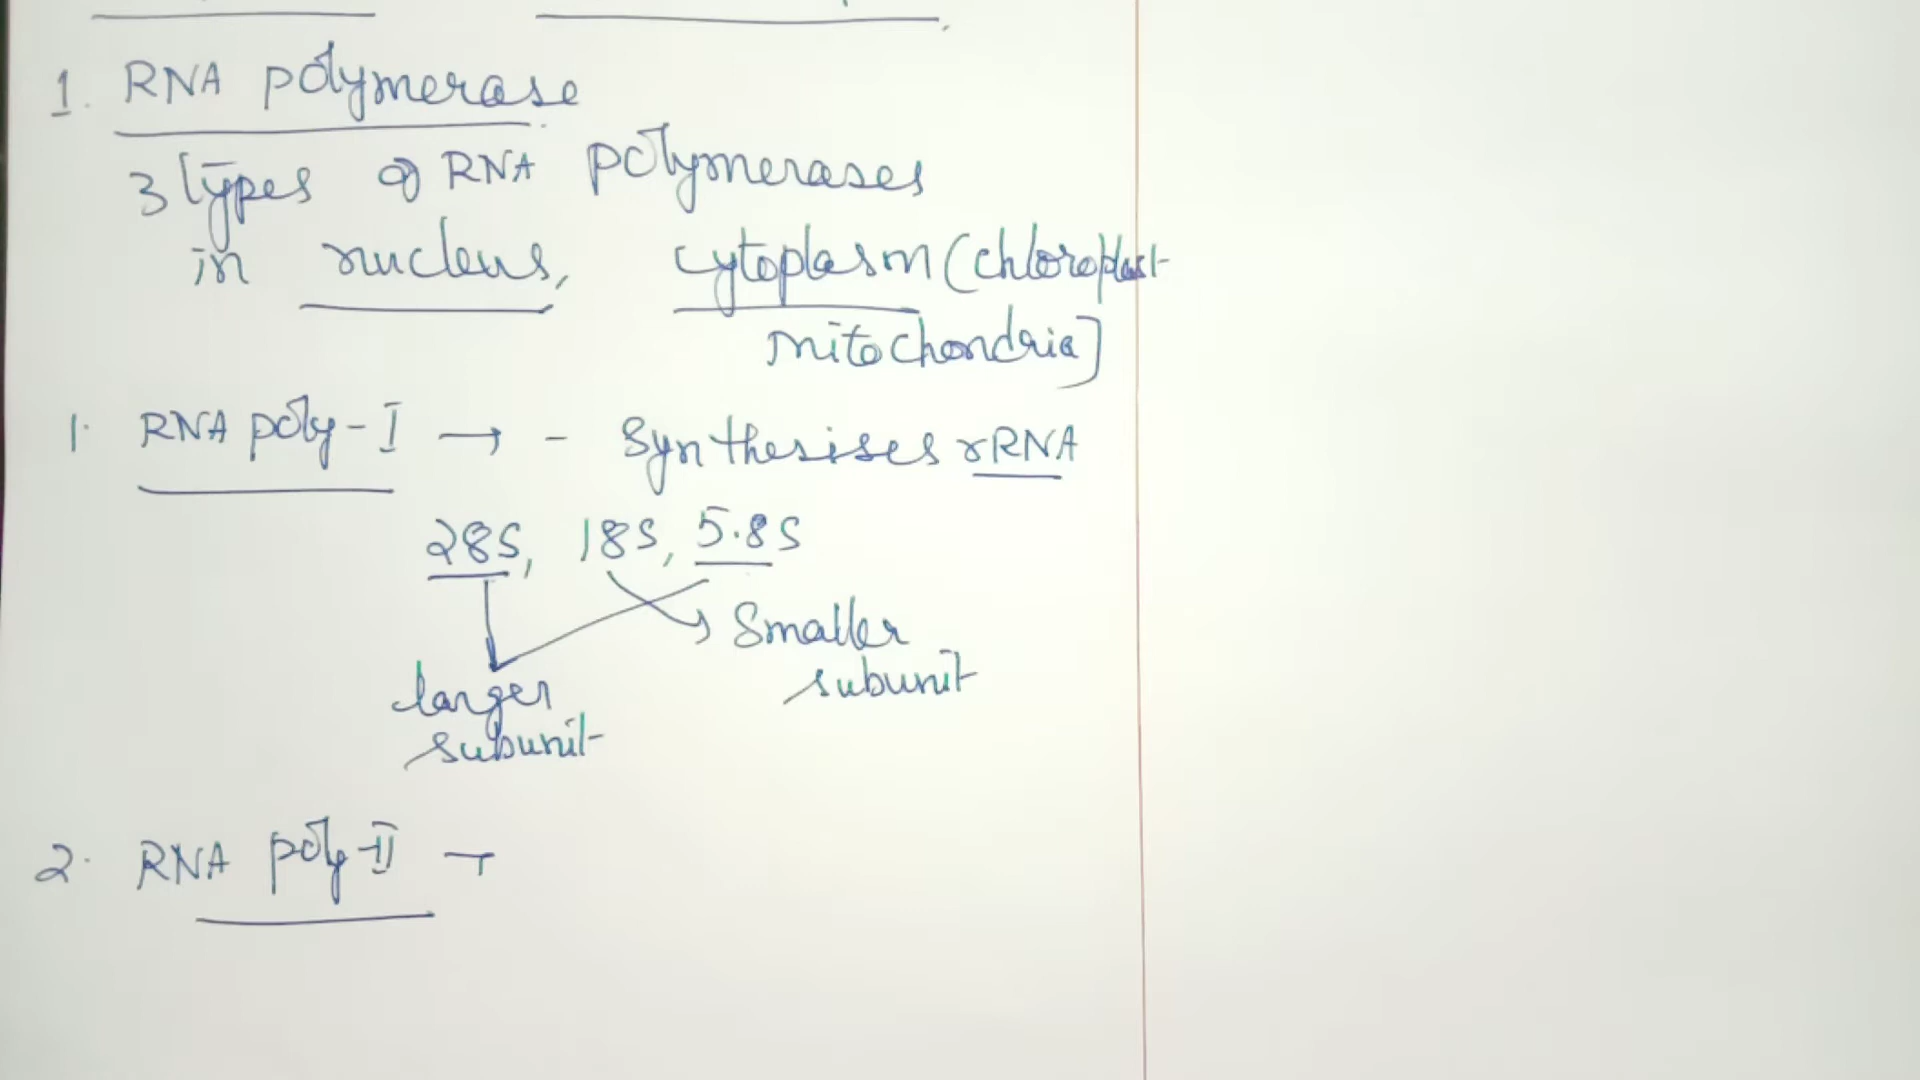 1. RNA polymerase
3 types of RNA polymerases
in nucleus, cytoplasm (chloroplast
mitochondria]
1. RNA poly-I → - Synthesises rRNA
28S, 18S, 5.8S
Smaller
subunit
larger
subunit
2. RNA poly-II